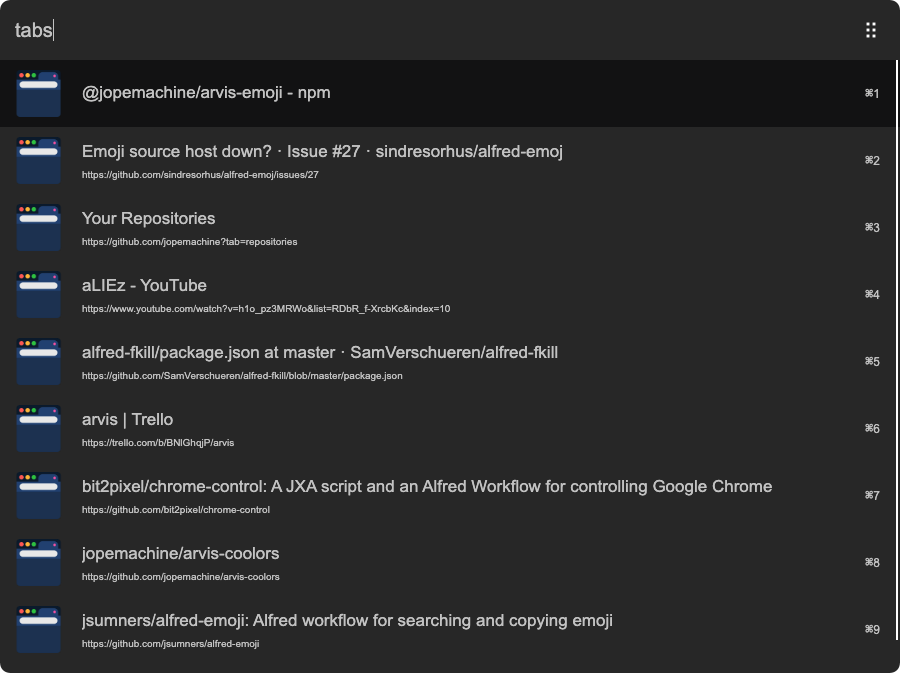 tabs
@jopemachine/arvis-emoji - npm
⌘1
Emoji source host down? · Issue #27 · sindresorhus/alfred-emoj
https://github.com/sindresorhus/alfred-emoj/issues/27
⌘2
Your Repositories
https://github.com/jopemachine?tab=repositories
⌘3
aLIEz - YouTube
https://www.youtube.com/watch?v=h1o_pz3MRWo&list=RDbR_f-XrcbKc&index=10
⌘4
alfred-fkill/package.json at master · SamVerschueren/alfred-fkill
https://github.com/SamVerschueren/alfred-fkill/blob/master/package.json
⌘5
arvis | Trello
https://trello.com/b/BNlGhqjP/arvis
⌘6
bit2pixel/chrome-control: A JXA script and an Alfred Workflow for controlling Google Chrome
https://github.com/bit2pixel/chrome-control
⌘7
jopemachine/arvis-coolors
https://github.com/jopemachine/arvis-coolors
⌘8
jsumners/alfred-emoji: Alfred workflow for searching and copying emoji
https://github.com/jsumners/alfred-emoji
⌘9